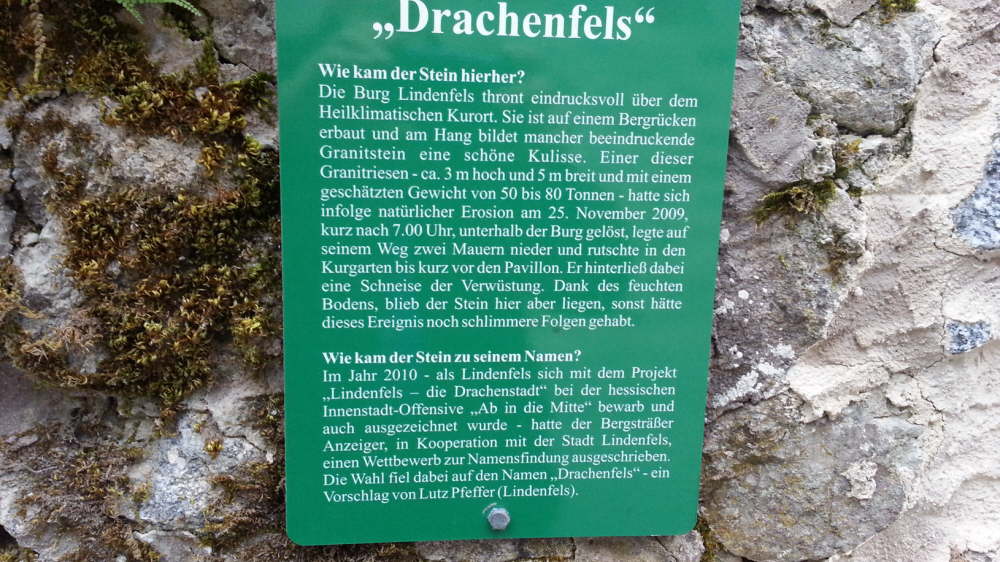 „Drachenfels“
Wie kam der Stein hierher?
Die Burg Lindenfels thront eindrucksvoll über dem
Heilklimatischen Kurort. Sie ist auf einem Bergrücken
erbaut und am Hang bildet mancher beeindruckende
Granitstein eine schöne Kulisse. Einer dieser
Granitriesen - ca. 3 m hoch und 5 m breit und mit einem
geschätzten Gewicht von 50 bis 80 Tonnen - hatte sich
infolge natürlicher Erosion am 25. November 2009,
kurz nach 7.00 Uhr, unterhalb der Burg gelöst, legte auf
seinem Weg zwei Mauern nieder und rutschte in den
Kurgarten bis kurz vor den Pavillon. Er hinterließ dabei
eine Schneise der Verwüstung. Dank des feuchten
Bodens, blieb der Stein hier aber liegen, sonst hätte
dieses Ereignis noch schlimmere Folgen gehabt.
Wie kam der Stein zu seinem Namen?
Im Jahr 2010 - als Lindenfels sich mit dem Projekt
„Lindenfels – die Drachenstadt“ bei der hessischen
Innenstadt-Offensive „Ab in die Mitte“ bewarb und
auch ausgezeichnet wurde - hatte der Bergsträßer
Anzeiger, in Kooperation mit der Stadt Lindenfels,
einen Wettbewerb zur Namensfindung ausgeschrieben.
Die Wahl fiel dabei auf den Namen „Drachenfels“ - ein
Vorschlag von Lutz Pfeffer (Lindenfels).